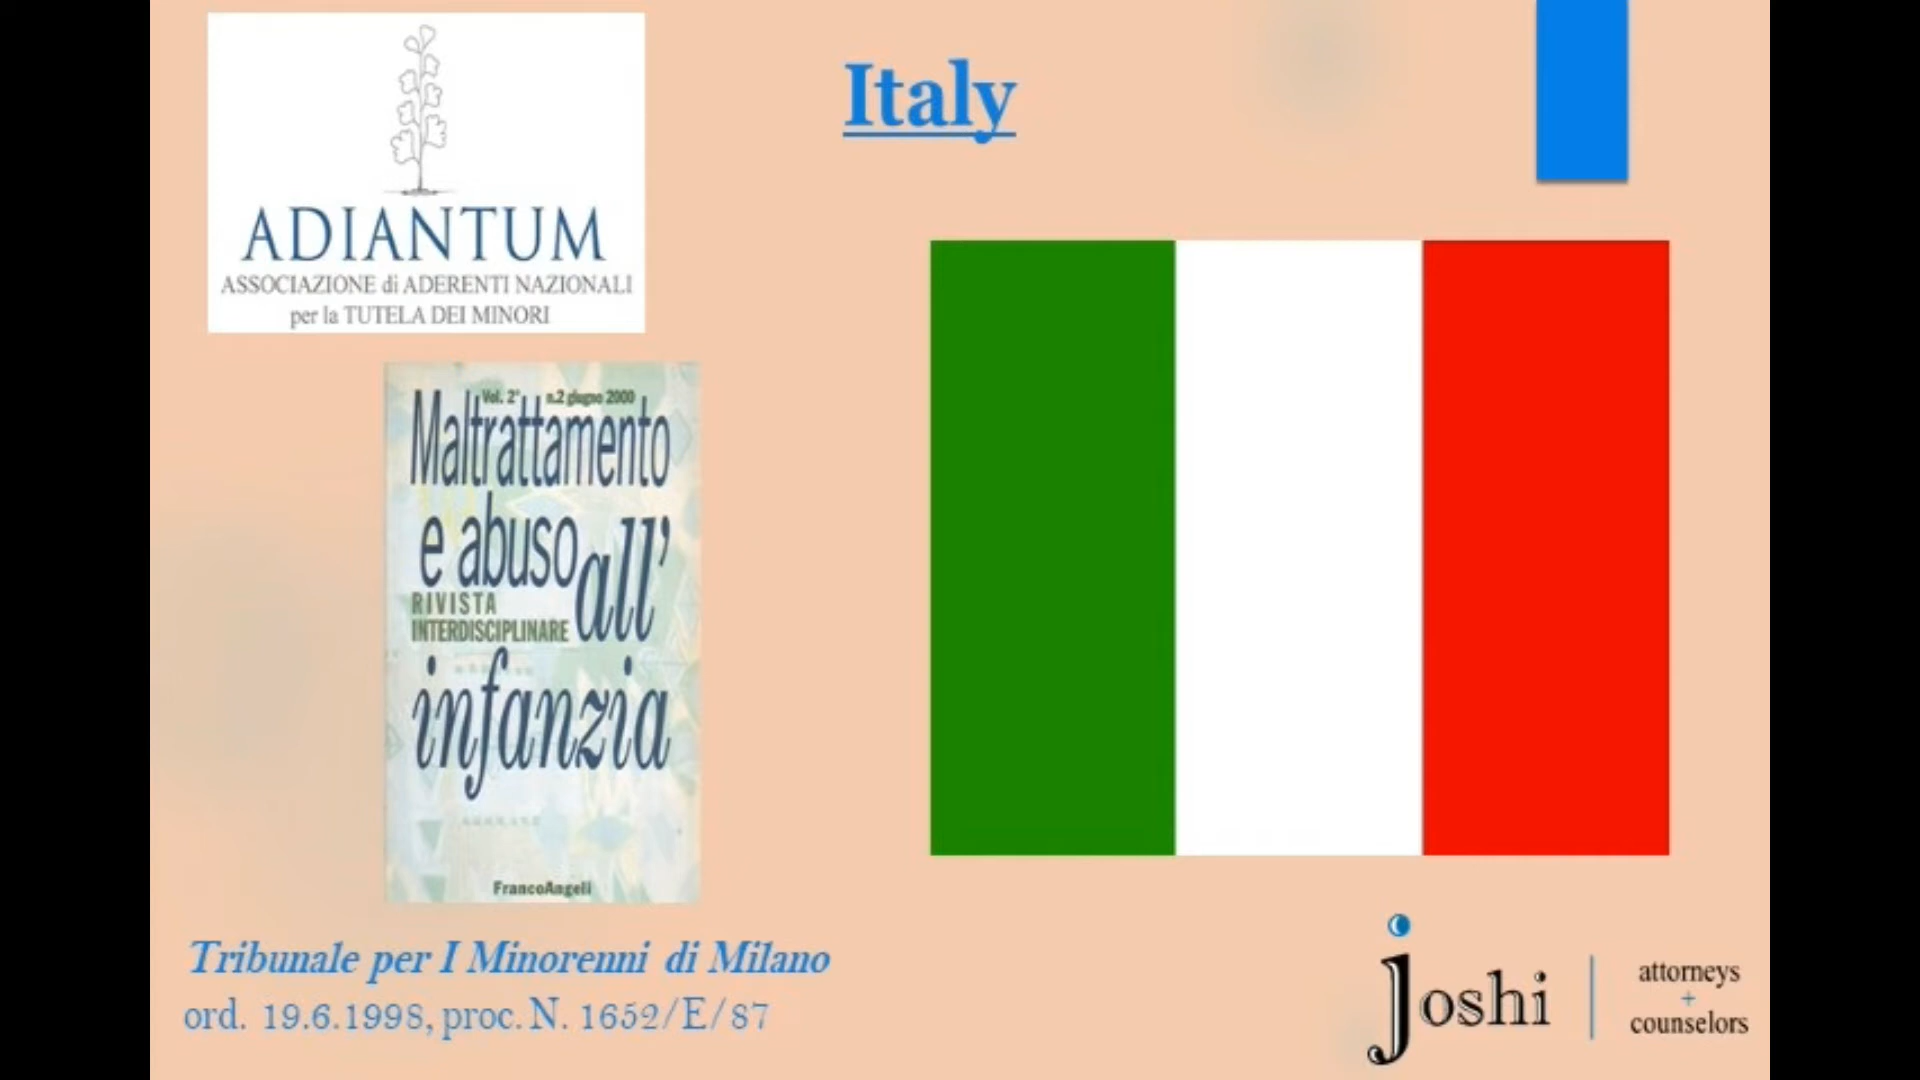 Italy
ADIANTUM
ASSOCIAZIONE di ADERENTI NAZIONALI
per la TUTELA DEI MINORI
Vol. 2° n.2 giugno 2000
Maltrattamento
e abuso
all'
RIVISTA
INTERDISCIPLINARE
infanzia
FrancoAngeli
Tribunale per I Minorenni di Milano
ord. 19.6.1998, proc. N. 1652/E/87
joshi
attorneys
+
counselors